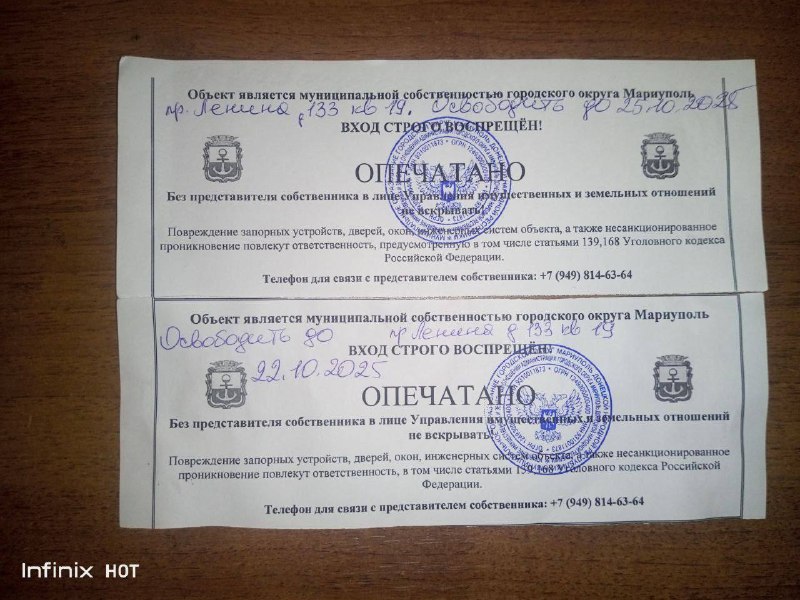 Объект является муниципальной собственностью городского округа Мариуполь
пр. Ленина д 133 кв 19. Освободить до 25.10.2025
ВХОД СТРОГО ВОСПРЕЩЁН!
ОПЕЧАТАНО
Без представителя собственника в лице Управления имущественных и земельных отношений
не вскрывать
Повреждение запорных устройств, дверей, окон, инженерных систем объекта, а также несанкционированное
проникновение повлекут ответственность, предусмотренную в том числе статьями 139,168 Уголовного кодекса
Российской Федерации.
Телефон для связи с представителем собственника: +7 (949) 814-63-64
Объект является муниципальной собственностью городского округа Мариуполь
Освободить до пр Ленина д 133 кв 19
ВХОД СТРОГО ВОСПРЕЩЁН!
22.10.2025
ОПЕЧАТАНО
Без представителя собственника в лице Управления имущественных и земельных отношений
не вскрывать
Повреждение запорных устройств, дверей, окон, инженерных систем объекта, а также несанкционированное
проникновение повлекут ответственность, в том числе статьями 139,168 Уголовного кодекса Российской
Федерации.
Телефон для связи с представителем собственника: +7 (949) 814-63-64
Infinix HOT